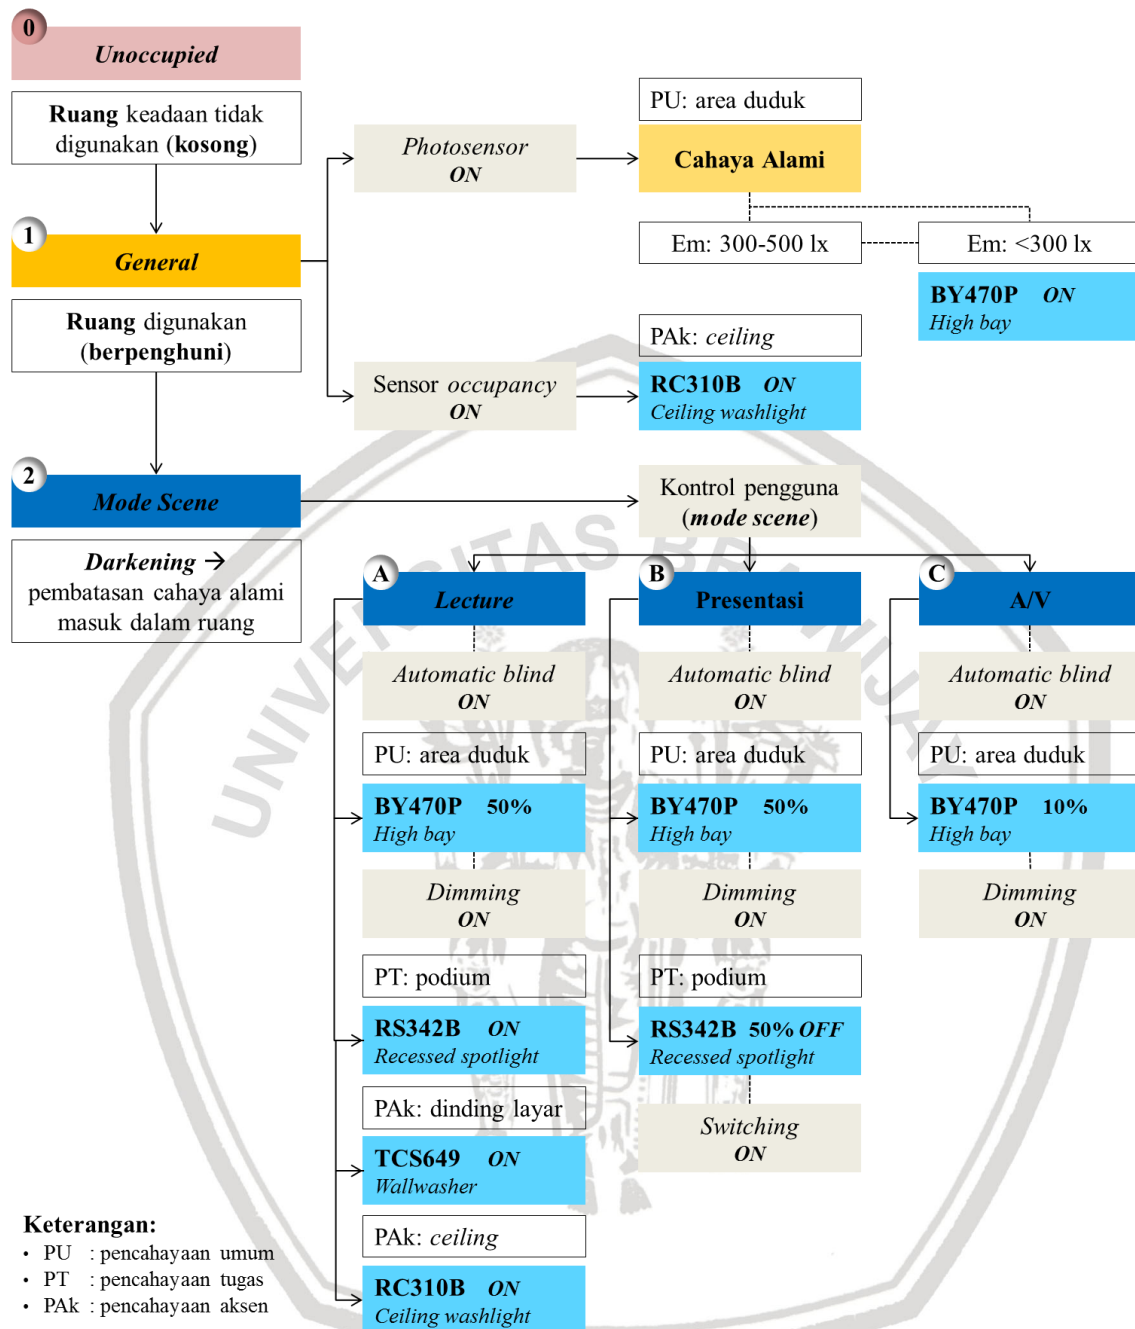 0
Unoccupied
Ruang keadaan tidak
digunakan (kosong)
Photosensor
ON
PU: area duduk
Cahaya Alami
Em: 300-500 lx
Em: <300 lx
BY470P ON
High bay
1
General
Ruang digunakan
(berpenghuni)
Sensor occupancy
ON
PAk: ceiling
RC310B ON
Ceiling washlight
2
Mode Scene
Darkening →
pembatasan cahaya alami
masuk dalam ruang
Kontrol pengguna
(mode scene)
A
Lecture
Automatic blind
ON
PU: area duduk
BY470P 50%
High bay
Dimming
ON
PT: podium
RS342B ON
Recessed spotlight
PAk: dinding layar
TCS649 ON
Wallwasher
PAk: ceiling
RC310B ON
Ceiling washlight
B
Presentasi
Automatic blind
ON
PU: area duduk
BY470P 50%
High bay
Dimming
ON
PT: podium
RS342B 50% OFF
Recessed spotlight
Switching
ON
C
A/V
Automatic blind
ON
PU: area duduk
BY470P 10%
High bay
Dimming
ON
Keterangan:
• PU : pencahayaan umum
• PT : pencahayaan tugas
• PAk : pencahayaan aksen
UNIVERSITAS BRAWIJAY